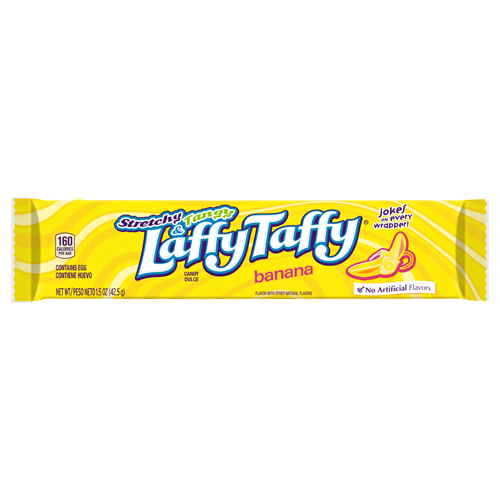 Stretchy & Tangy
Laffy Taffy®
jokes
on every
wrapper!
160
CALORIES
PER BAR
banana
CANDY
DULCE
CONTAINS EGG
CONTIENE HUEVO
NET WT/PESO NETO 1.5 OZ (42.5 g)
FLAVOR WITH OTHER NATURAL FLAVORS
No Artificial Flavors